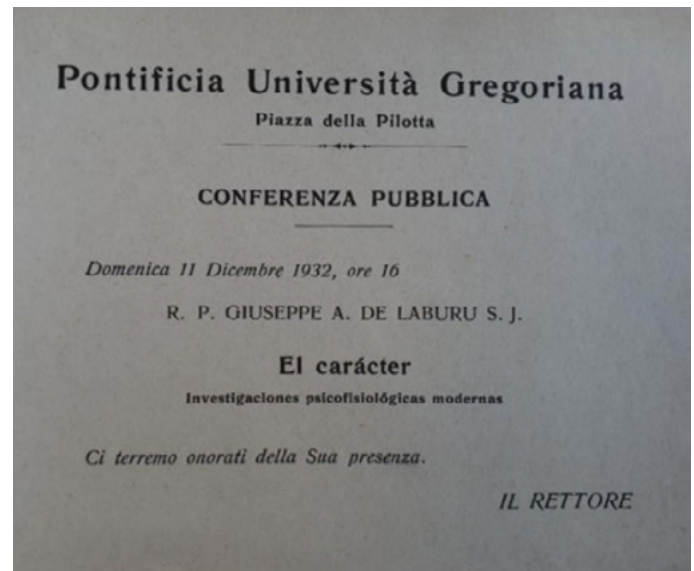 Pontificia Università Gregoriana
Piazza della Pilotta
CONFERENZA PUBBLICA
Domenica 11 Dicembre 1932, ore 16
R. P. GIUSEPPE A. DE LABURU S. J.
El carácter
Investigaciones psicofisiológicas modernas
Ci terremo onorati della Sua presenza.
IL RETTORE